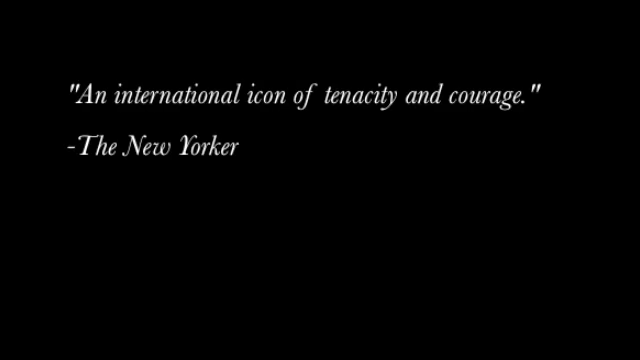 "An international icon of tenacity and courage."
-The New Yorker